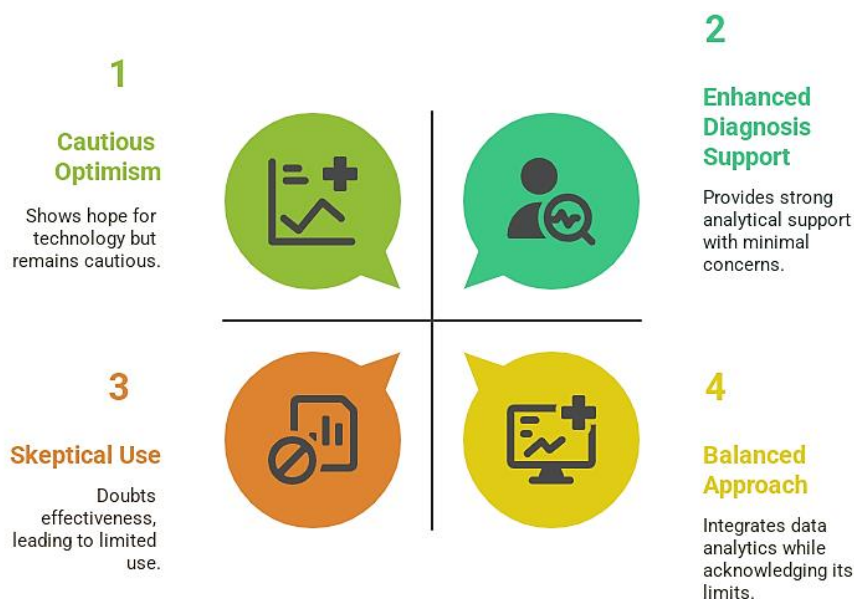 1
Cautious
Optimism
Shows hope for
technology but
remains cautious.
2
Enhanced
Diagnosis
Support
Provides strong
analytical support
with minimal
concerns.
3
Skeptical Use
Doubts
effectiveness,
leading to limited
use.
4
Balanced
Approach
Integrates data
analytics while
acknowledging its
limits.